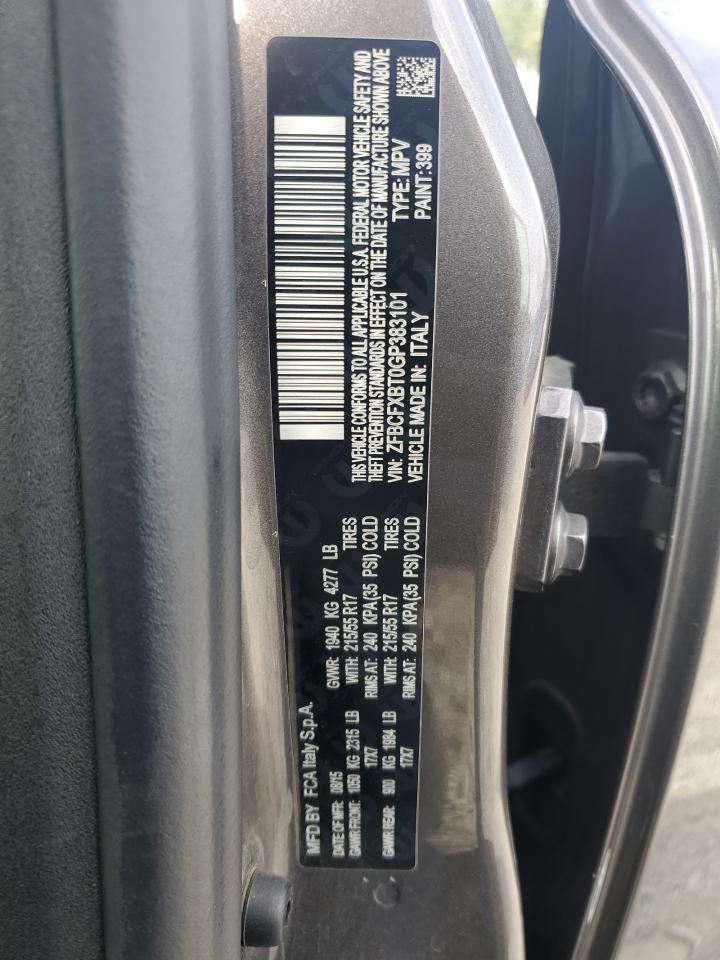 MFD BY FCA Italy S.p.A.
DATE OF MFR: 08/15 GVWR: 1940 KG 4277 LB
GAWR FRONT: 1050 KG 2315 LB WITH: 215/55 R17 TIRES
17X7 RIMS AT: 240 KPA(35 PSI) COLD
GAWR REAR: 900 KG 1984 LB WITH: 215/55 R17 TIRES
17X7 RIMS AT: 240 KPA(35 PSI) COLD
THIS VEHICLE CONFORMS TO ALL APPLICABLE U.S.A. FEDERAL MOTOR VEHICLE SAFETY AND
THEFT PREVENTION STANDARDS IN EFFECT ON THE DATE OF MANUFACTURE SHOWN ABOVE
VIN: ZFBCFXBT0GP383101 TYPE: MPV
VEHICLE MADE IN: ITALY PAINT: 399